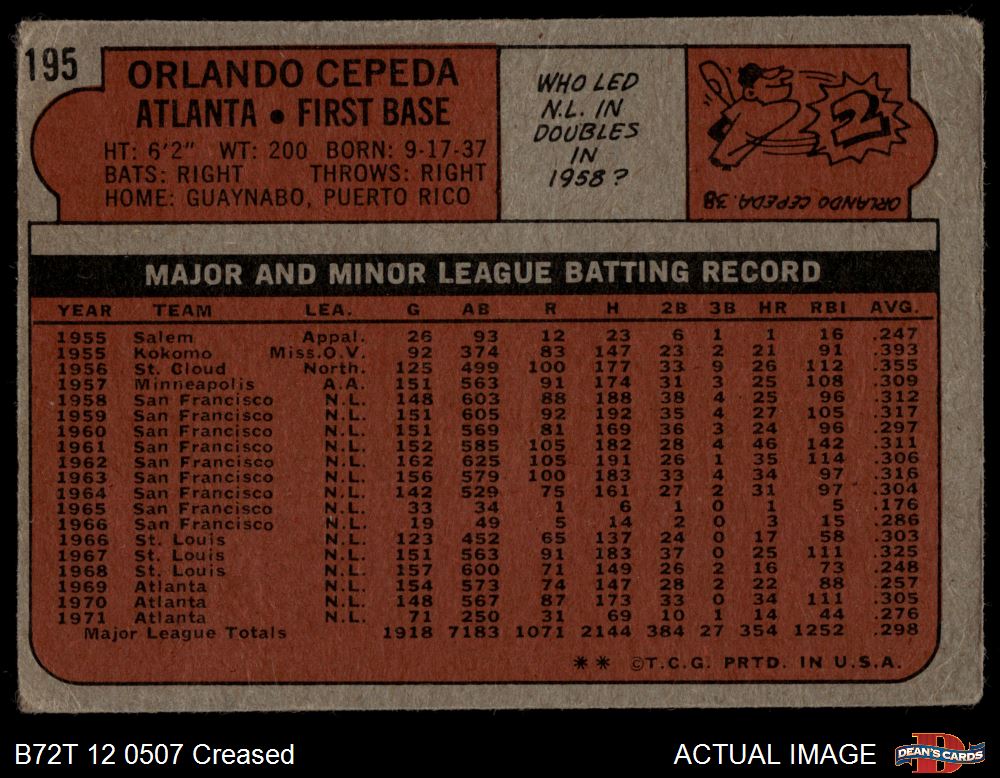 195
ORLANDO CEPEDA
ATLANTA • FIRST BASE
HT: 6'2" WT: 200 BORN: 9-17-37
BATS: RIGHT THROWS: RIGHT
HOME: GUAYNABO, PUERTO RICO
WHO LED
N.L. IN
DOUBLES
IN
1958?
2
ORLANDO CEPEDA, 38
MAJOR AND MINOR LEAGUE BATTING RECORD
YEAR TEAM LEA. G AB R H 2B 3B HR RBI AVG.
1955 Salem Appal. 26 93 12 23 6 1 1 16 .247
1955 Kokomo Miss.O.V. 92 374 83 147 23 2 21 91 .393
1956 St. Cloud North. 125 499 100 177 33 9 26 112 .355
1957 Minneapolis A.A. 151 563 91 174 31 3 25 108 .309
1958 San Francisco N.L. 148 603 88 188 38 4 25 96 .312
1959 San Francisco N.L. 151 605 92 192 35 4 27 105 .317
1960 San Francisco N.L. 151 569 81 169 36 3 24 96 .297
1961 San Francisco N.L. 152 585 105 182 28 4 46 142 .311
1962 San Francisco N.L. 162 625 105 191 26 1 35 114 .306
1963 San Francisco N.L. 156 579 100 183 33 4 34 97 .316
1964 San Francisco N.L. 142 529 75 161 27 2 31 97 .304
1965 San Francisco N.L. 33 34 1 6 1 0 1 5 .176
1966 San Francisco N.L. 19 49 5 14 2 0 3 15 .286
1966 St. Louis N.L. 123 452 65 137 24 0 17 58 .303
1967 St. Louis N.L. 151 563 91 183 37 0 25 111 .325
1968 St. Louis N.L. 157 600 71 149 26 2 16 73 .248
1969 Atlanta N.L. 154 573 74 147 28 2 22 88 .257
1970 Atlanta N.L. 148 567 87 173 33 0 34 111 .305
1971 Atlanta N.L. 71 250 31 69 10 1 14 44 .276
Major League Totals 1918 7183 1071 2144 384 27 354 1252 .298
** ©T.C.G. PRTD. IN U.S.A.
B72T 12 0507 Creased
ACTUAL IMAGE
DEAN'S CARDS